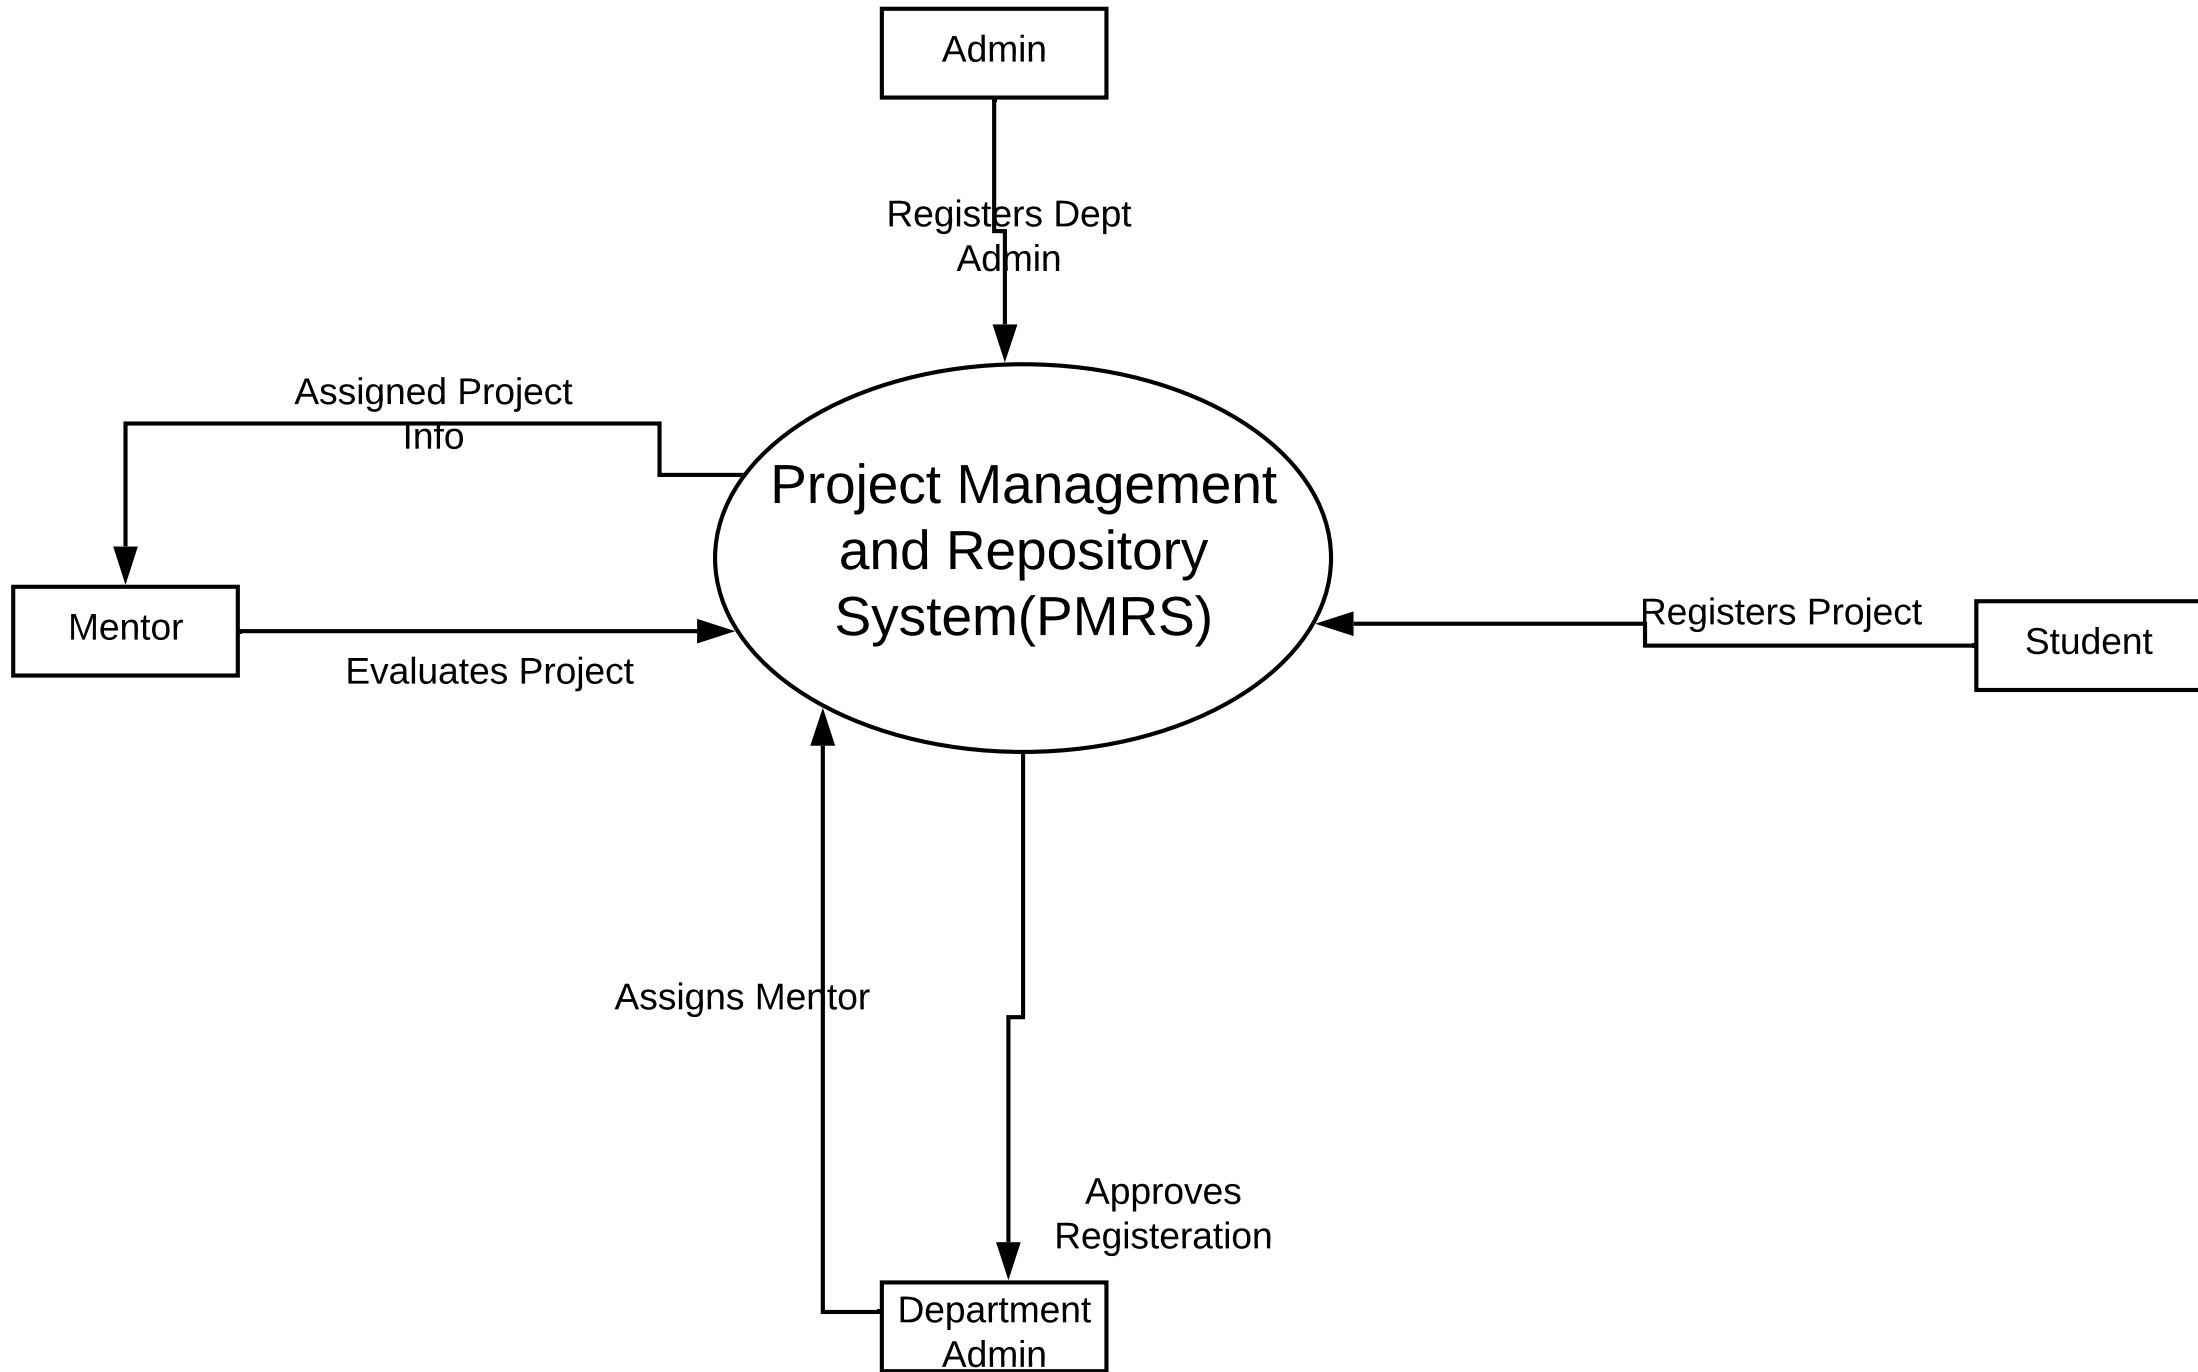 Admin
Registers Dept
Admin
Assigned Project
Info
Project Management
and Repository
System(PMRS)
Mentor
Evaluates Project
Registers Project
Student
Assigns Mentor
Approves
Registeration
Department
Admin